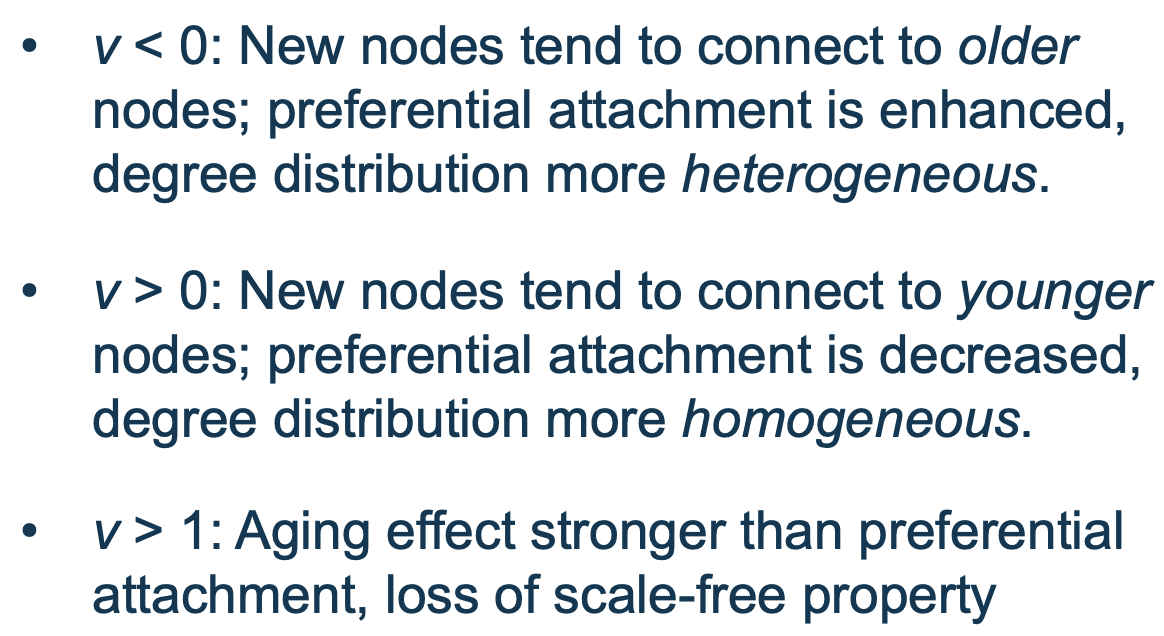 • v < 0: New nodes tend to connect to older
nodes; preferential attachment is enhanced,
degree distribution more heterogeneous.
• v > 0: New nodes tend to connect to younger
nodes; preferential attachment is decreased,
degree distribution more homogeneous.
• v > 1: Aging effect stronger than preferential
attachment, loss of scale-free property